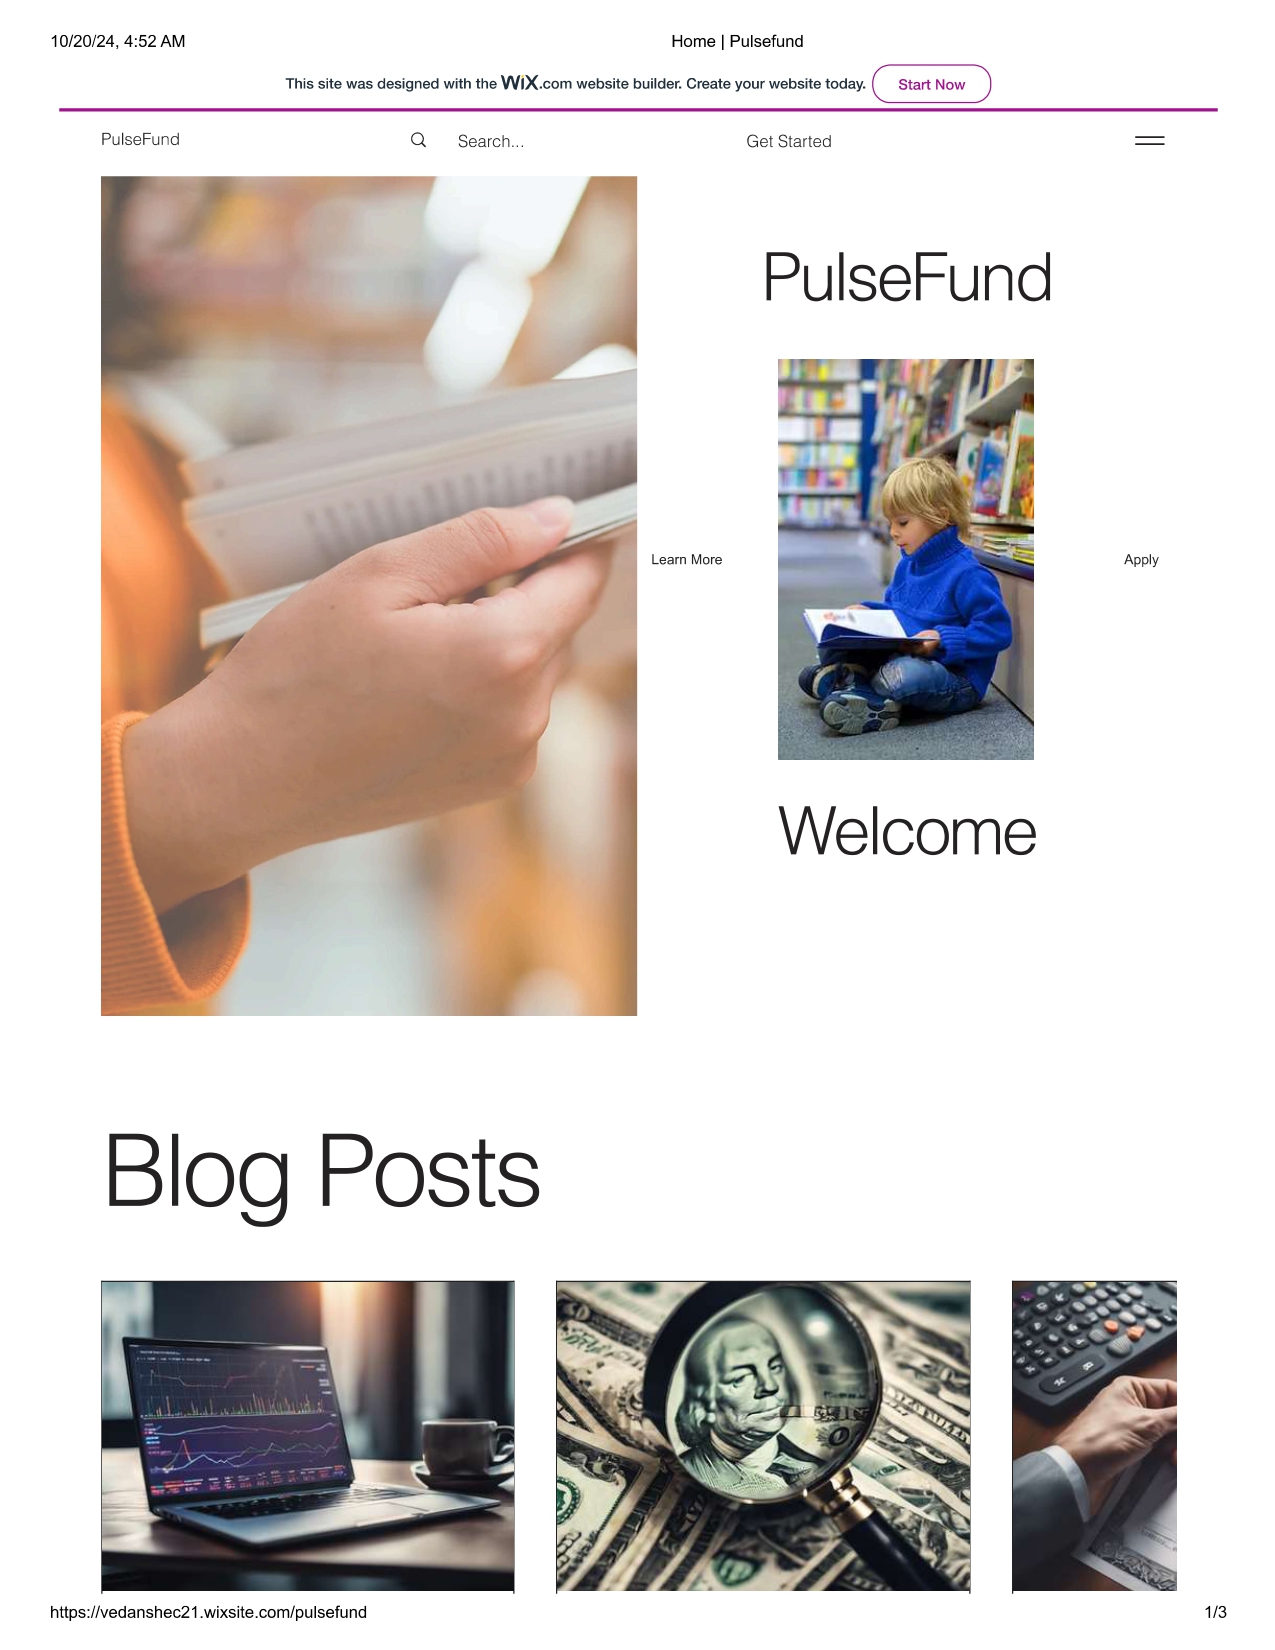 10/20/24, 4:52 AM Home | Pulsefund
This site was designed with the WiX.com website builder. Create your website today. Start Now
PulseFund Search... Get Started
PulseFund
Learn More Apply
Welcome
Blog Posts
https://vedanshec21.wixsite.com/pulsefund 1/3